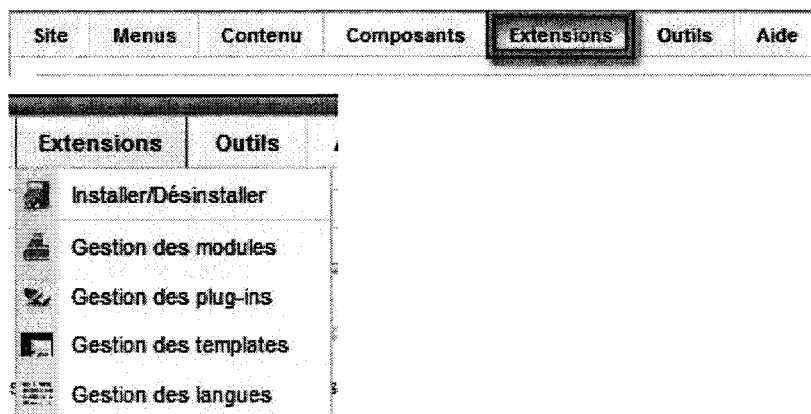 Site Menus Contenu Composants Extensions Outils Aide
Extensions Outils
Installer/Désinstaller
Gestion des modules
Gestion des plug-ins
Gestion des templates
Gestion des langues